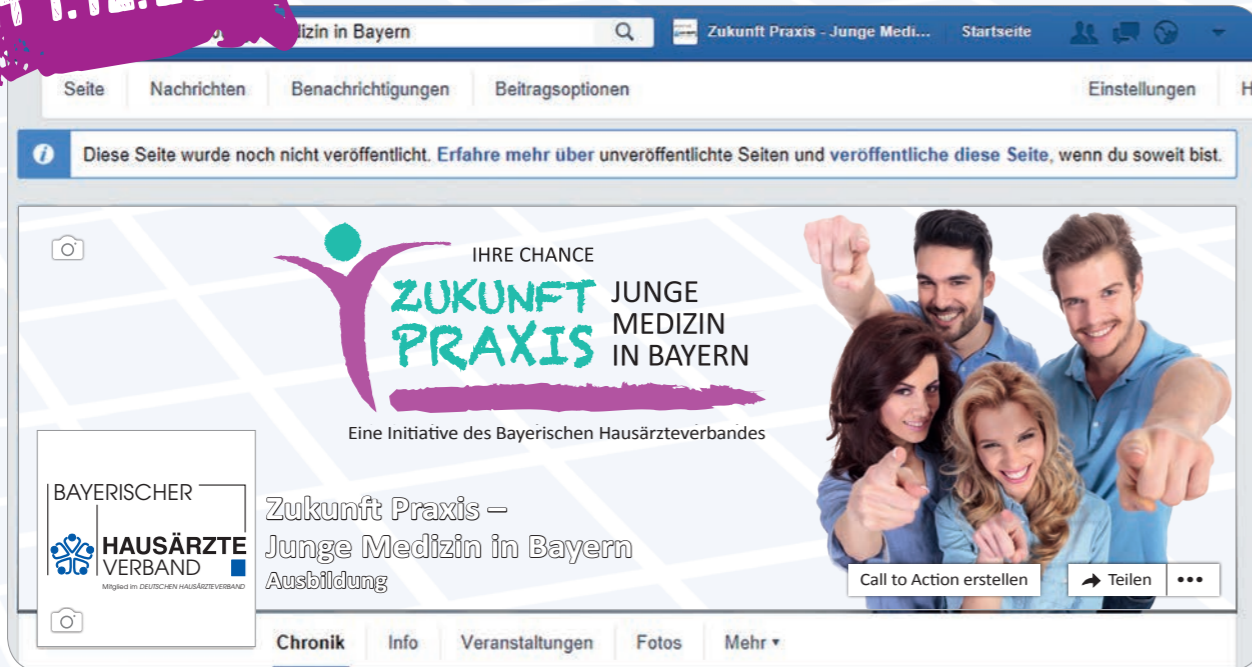 dizin in Bayern
Zukunft Praxis - Junge Medi...
Startseite
Seite
Nachrichten
Benachrichtigungen
Beitragsoptionen
Einstellungen
H
Diese Seite wurde noch nicht veröffentlicht. Erfahre mehr über unveröffentlichte Seiten und veröffentliche diese Seite, wenn du soweit bist.
IHRE CHANCE
ZUKUNFT
PRAXIS
JUNGE
MEDIZIN
IN BAYERN
Eine Initiative des Bayerischen Hausärzteverbandes
BAYERISCHER
HAUSÄRZTE
VERBAND
Mitglied im DEUTSCHEN HAUSÄRZTEVERBAND
Zukunft Praxis –
Junge Medizin in Bayern
Ausbildung
Call to Action erstellen
Teilen
Chronik
Info
Veranstaltungen
Fotos
Mehr